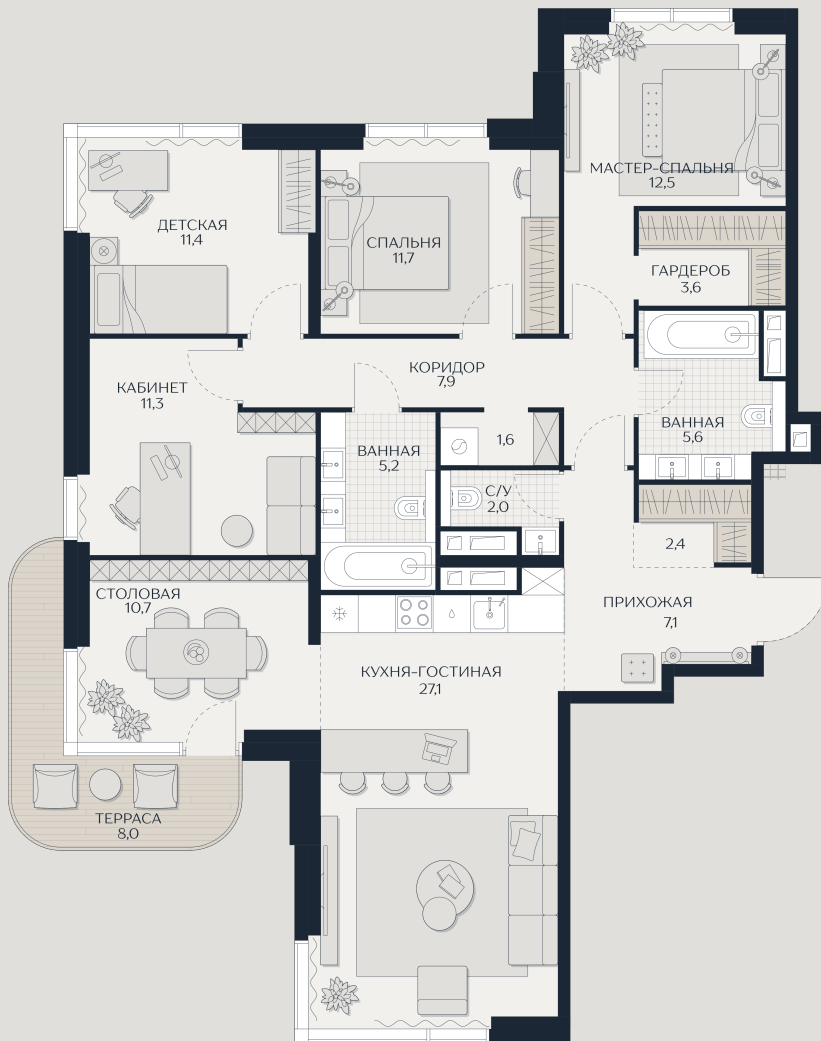 МАСТЕР-СПАЛЬНЯ
12,5
ДЕТСКАЯ
11,4
СПАЛЬНЯ
11,7
ГАРДЕРОБ
3,6
КОРИДОР
7,9
КАБИНЕТ
11,3
ВАННАЯ
5,2
1,6
ВАННАЯ
5,6
С/У
2,0
2,4
СТОЛОВАЯ
10,7
ПРИХОЖАЯ
7,1
КУХНЯ-ГОСТИНАЯ
27,1
ТЕРРАСА
8,0